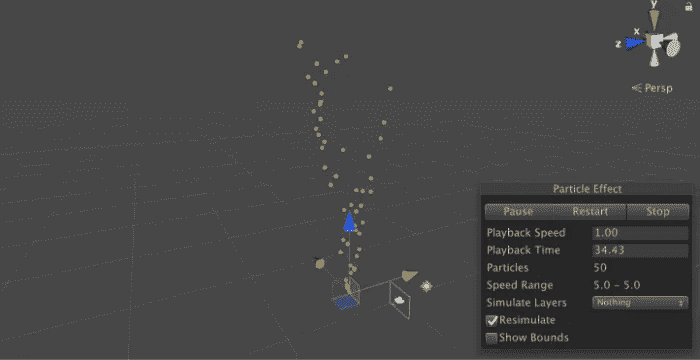 y
x
z
Persp
Particle Effect
Pause Restart Stop
Playback Speed 1.00
Playback Time 34.43
Particles 50
Speed Range 5.0 - 5.0
Simulate Layers Nothing
Resimulate
Show Bounds